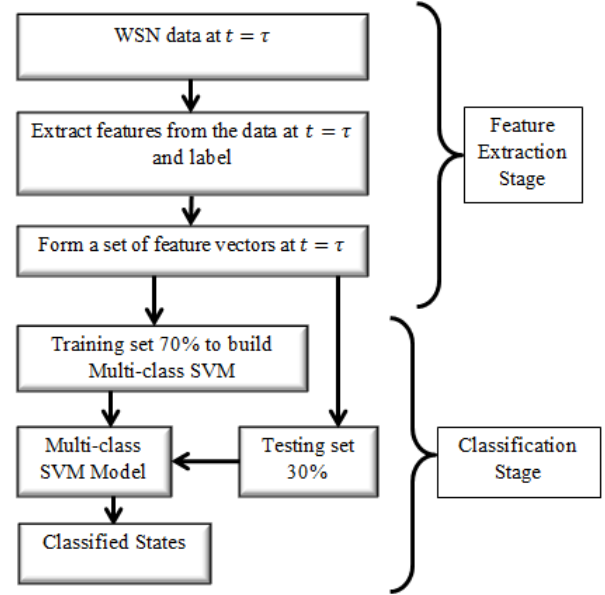 WSN data at t = τ
Extract features from the data at t = τ
and label
Form a set of feature vectors at t = τ
Feature
Extraction
Stage
Training set 70% to build
Multi-class SVM
Multi-class
SVM Model
Testing set
30%
Classified States
Classification
Stage